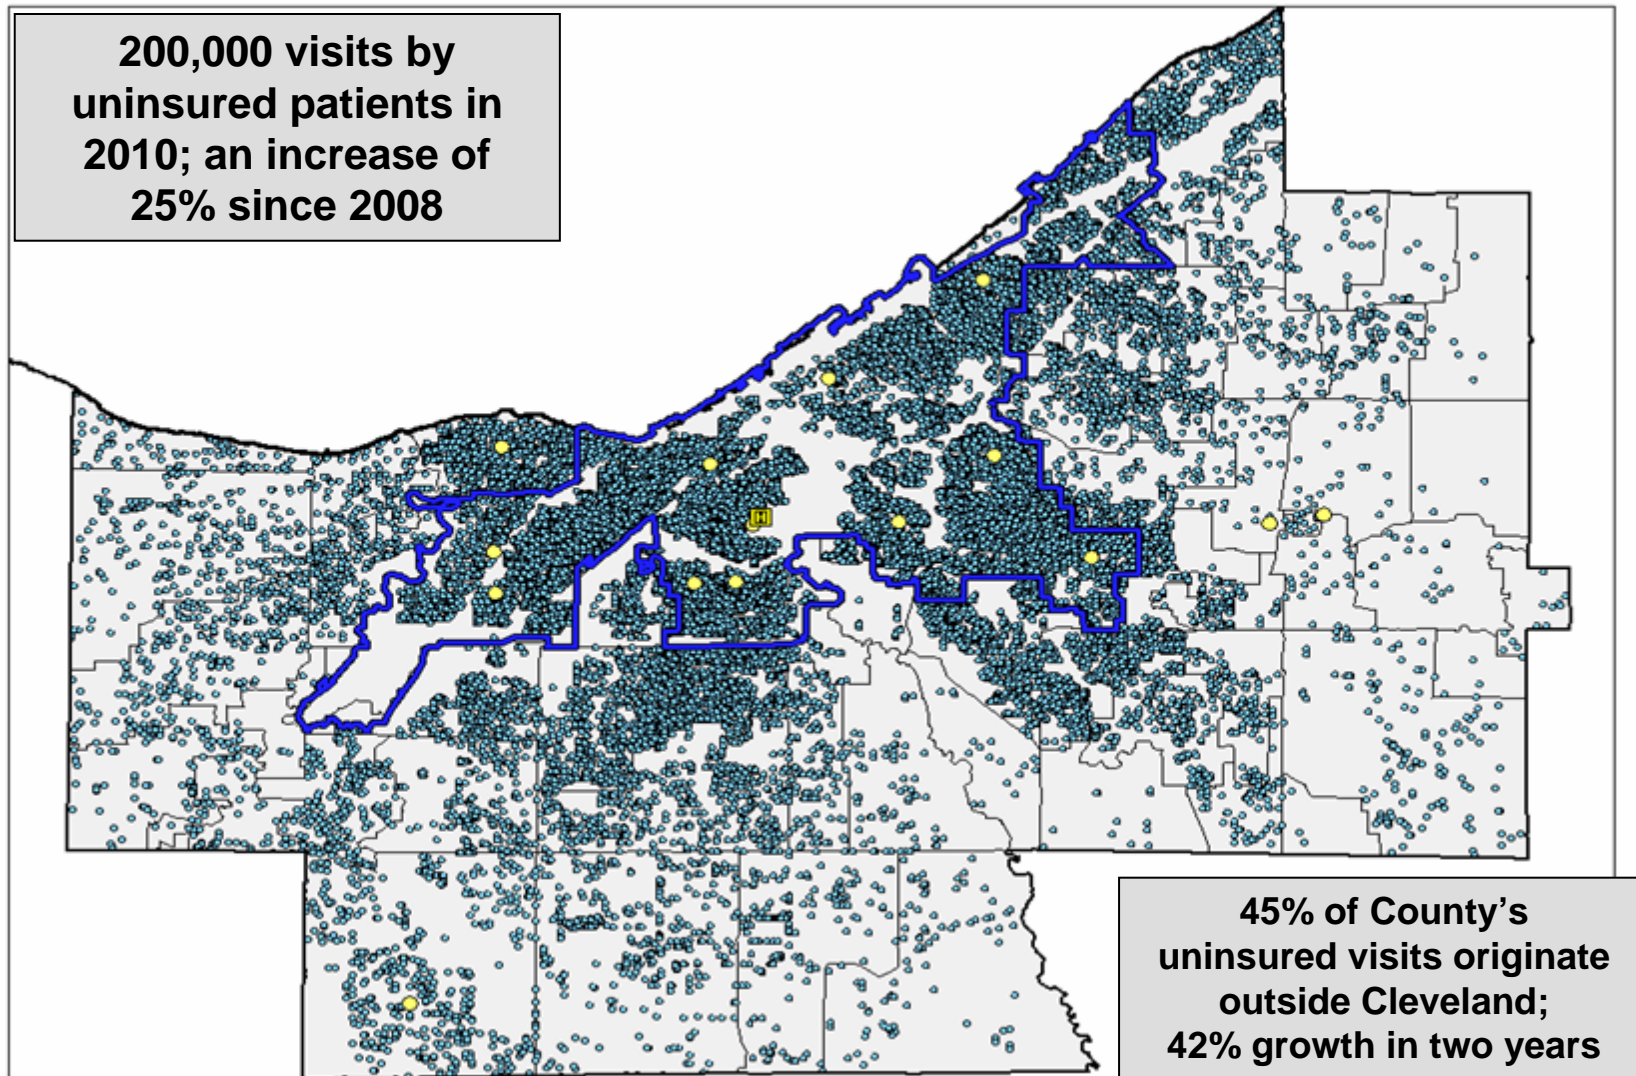 200,000 visits by
uninsured patients in
2010; an increase of
25% since 2008
H
45% of County’s
uninsured visits originate
outside Cleveland;
42% growth in two years